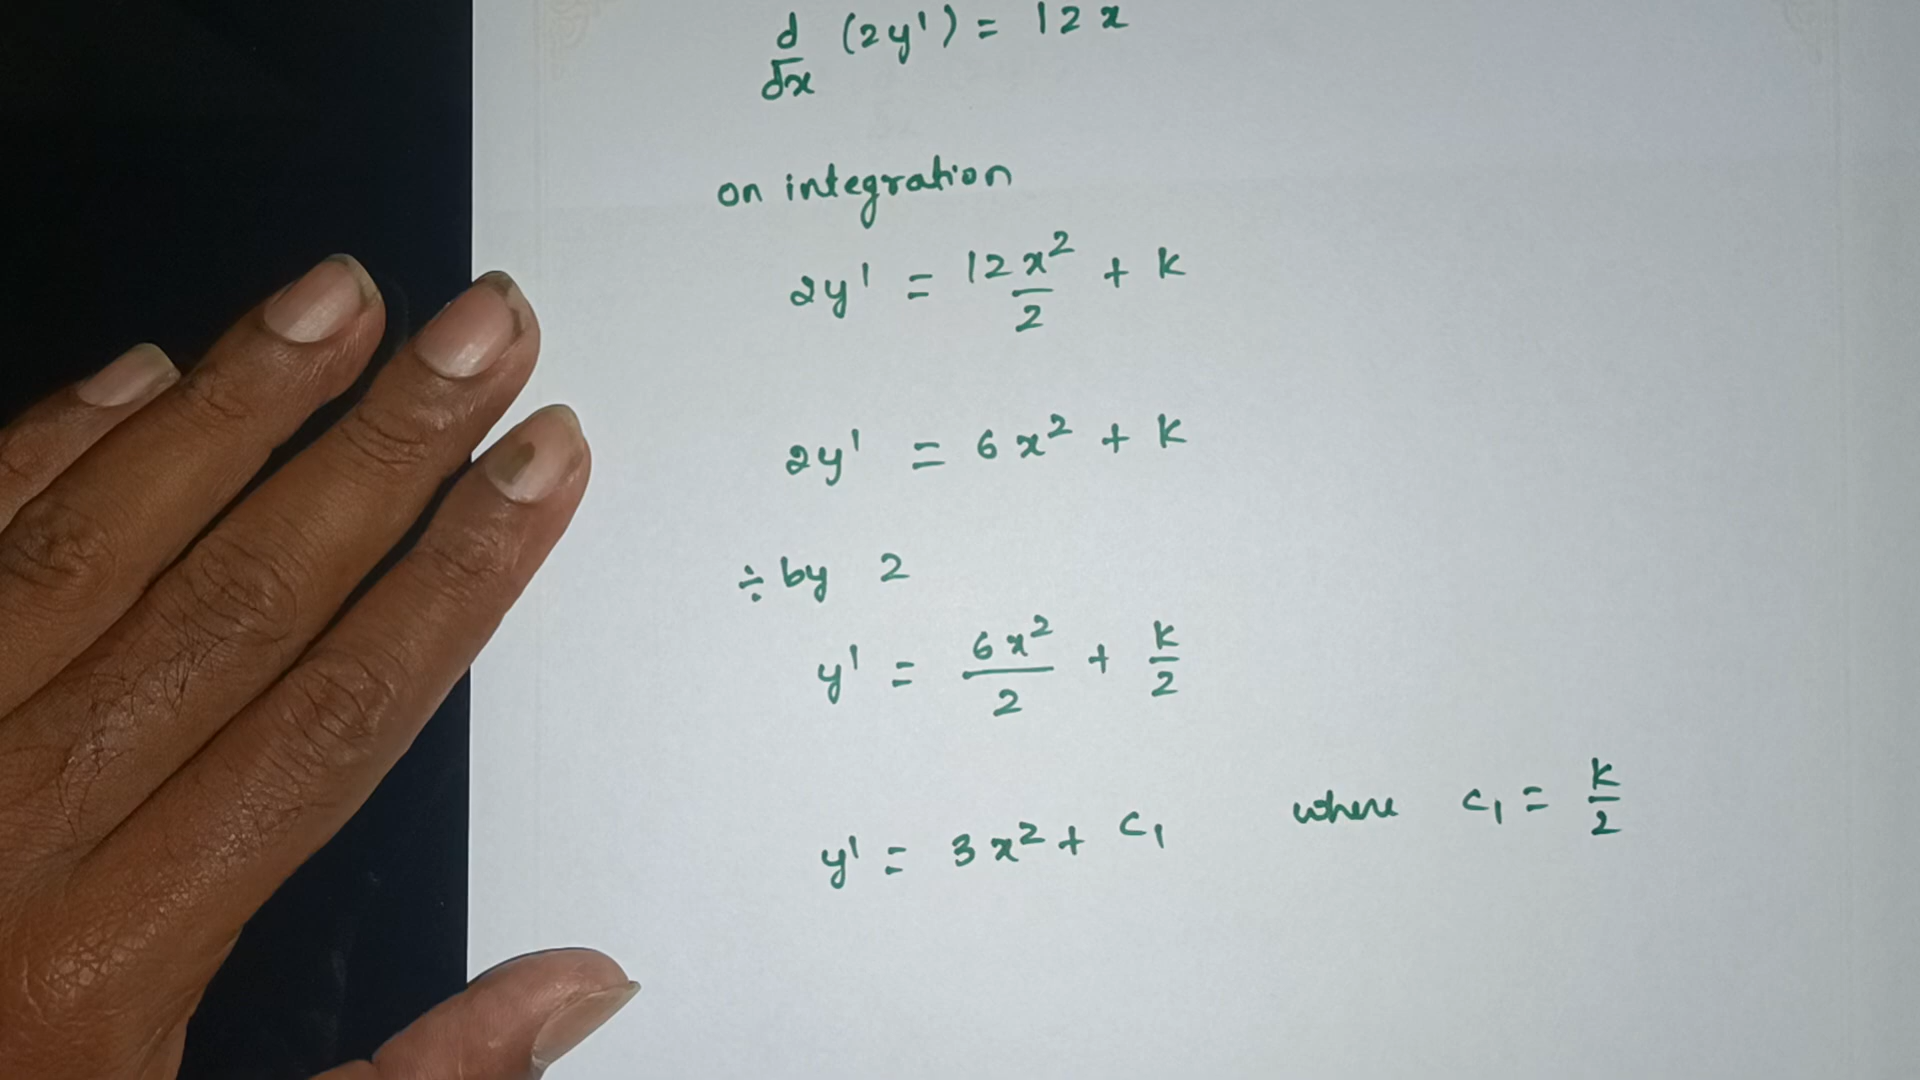 d/dx (2y') = 12x
on integration
2y' = 12x²/2 + k
2y' = 6x² + k
÷ by 2
y' = 6x²/2 + k/2
y' = 3x² + c₁ where c₁ = k/2